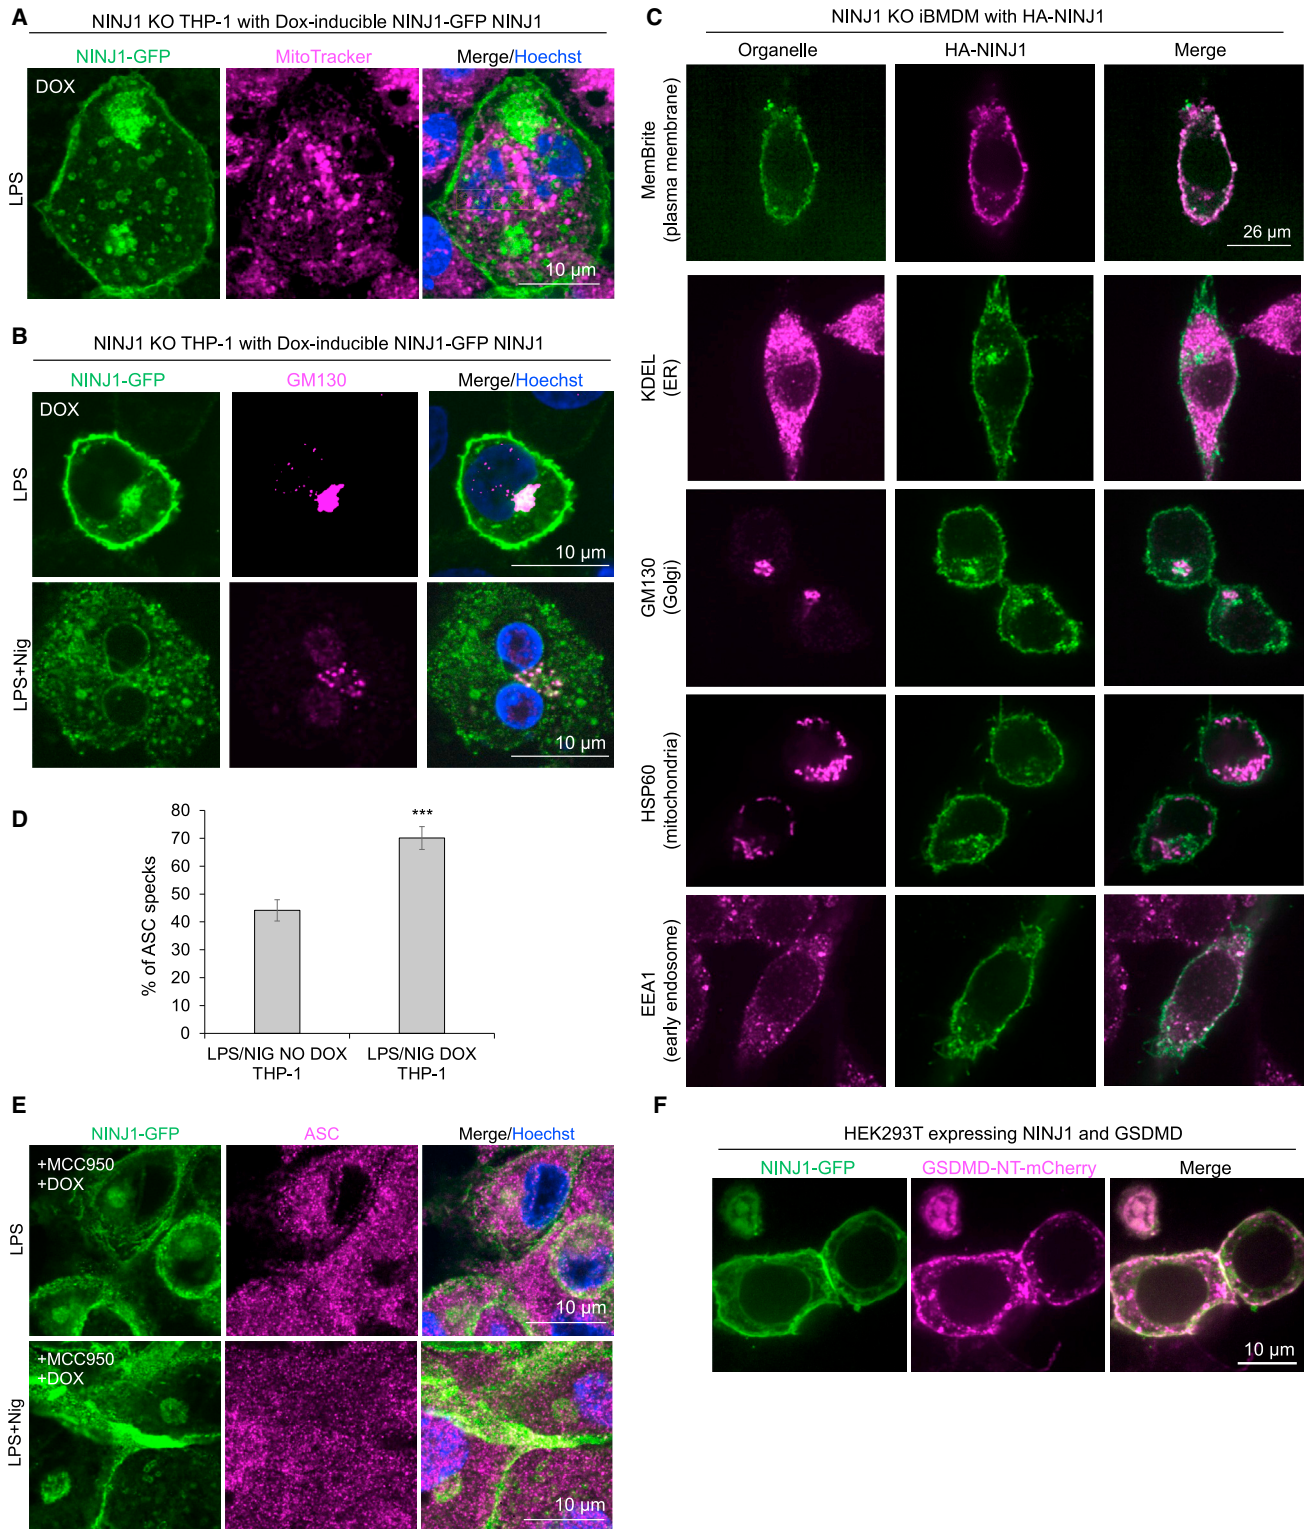 A
NINJ1 KO THP-1 with Dox-inducible NINJ1-GFP NINJ1
NINJ1-GFP
MitoTracker
Merge/Hoechst
DOX
LPS
10 µm
B
NINJ1 KO THP-1 with Dox-inducible NINJ1-GFP NINJ1
NINJ1-GFP
GM130
Merge/Hoechst
DOX
LPS
10 µm
LPS+Nig
10 µm
C
NINJ1 KO iBMDM with HA-NINJ1
Organelle
HA-NINJ1
Merge
MemBrite
(plasma membrane)
26 µm
KDEL
(ER)
GM130
(Golgi)
HSP60
(mitochondria)
EEA1
(early endosome)
D
% of ASC specks
80
70
60
50
40
30
20
10
0
***
LPS/NIG NO DOX
THP-1
LPS/NIG DOX
THP-1
E
NINJ1-GFP
ASC
Merge/Hoechst
+MCC950
+DOX
LPS
10 µm
+MCC950
+DOX
LPS+Nig
10 µm
F
HEK293T expressing NINJ1 and GSDMD
NINJ1-GFP
GSDMD-NT-mCherry
Merge
10 µm